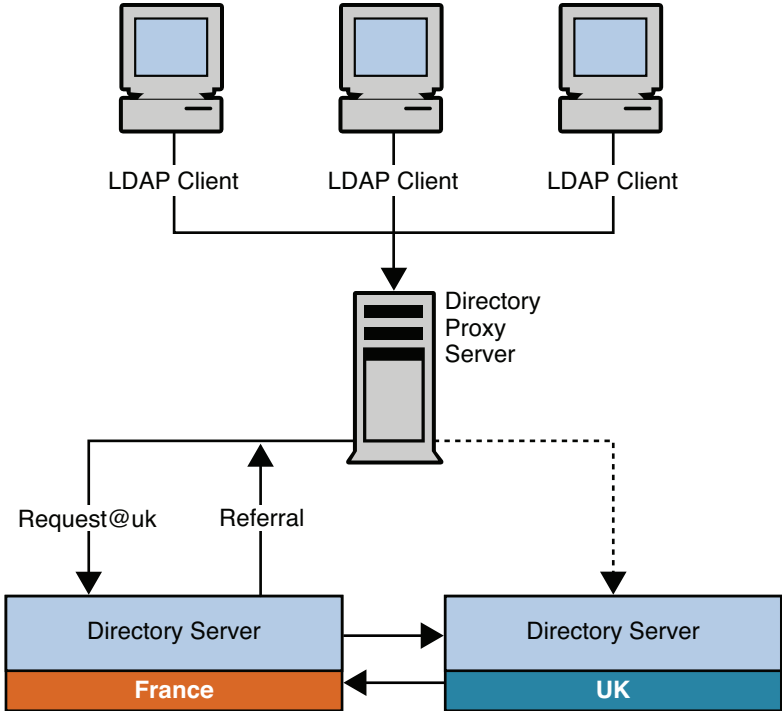 LDAP Client
LDAP Client
LDAP Client
Directory
Proxy
Server
Request@uk
Referral
Directory Server
Directory Server
France
UK